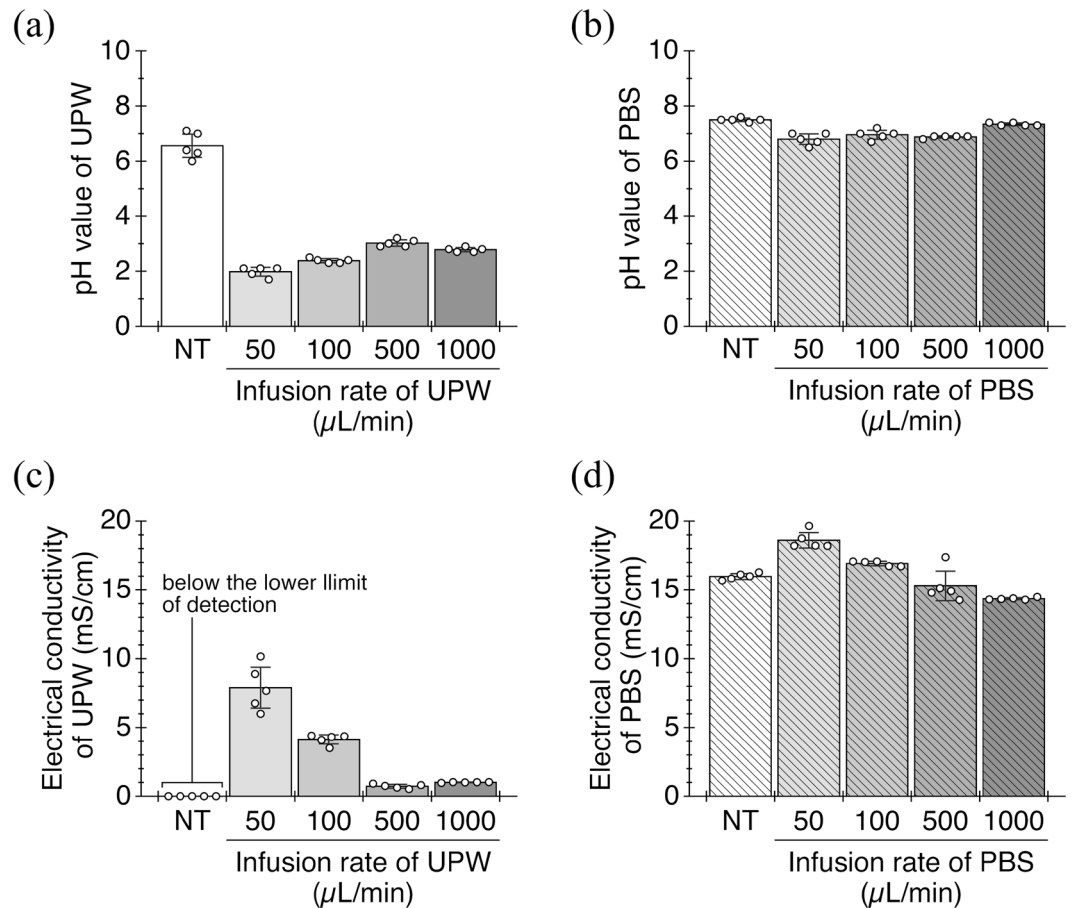 (a)
pH value of UPW
10
8
6
4
2
0
NT 50 100 500 1000
Infusion rate of UPW
(µL/min)
(b)
pH value of PBS
10
8
6
4
2
0
NT 50 100 500 1000
Infusion rate of PBS
(µL/min)
(c)
Electrical conductivity
of UPW (mS/cm)
20
15
10
5
0
below the lower llimit
of detection
NT 50 100 500 1000
Infusion rate of UPW
(µL/min)
(d)
Electrical conductivity
of PBS (mS/cm)
20
15
10
5
0
NT 50 100 500 1000
Infusion rate of PBS
(µL/min)